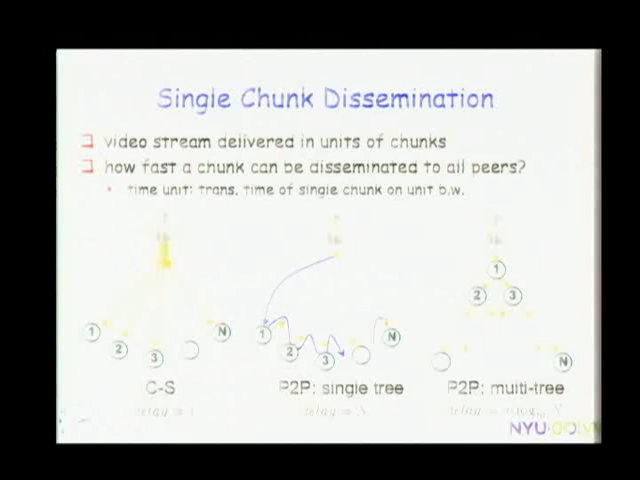 Single Chunk Dissemination
video stream delivered in units of chunks
how fast a chunk can be disseminated to all peers?
time unit: trans. time of single chunk on unit b.w.
1 2 3 N
1 2 3 N
1
2 3
N
C-S
P2P: single tree
P2P: multi-tree
NYU·poly